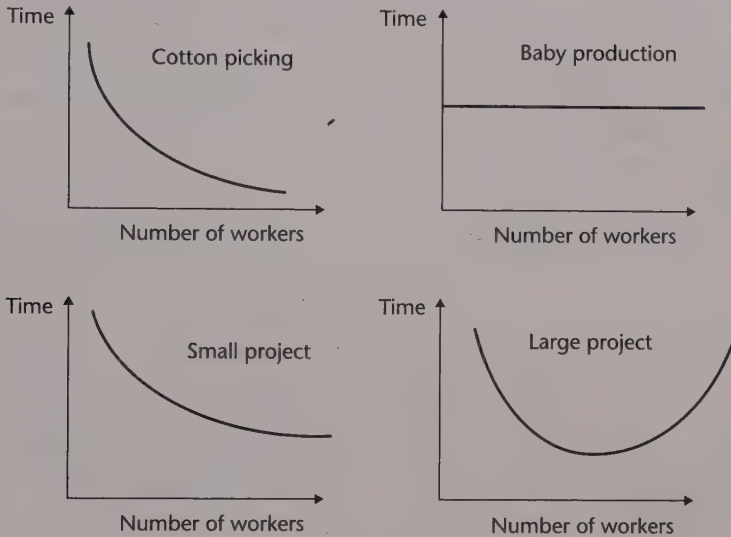 Time
Cotton picking
Number of workers
Time
Baby production
Number of workers
Time
Small project
Number of workers
Time
Large project
Number of workers